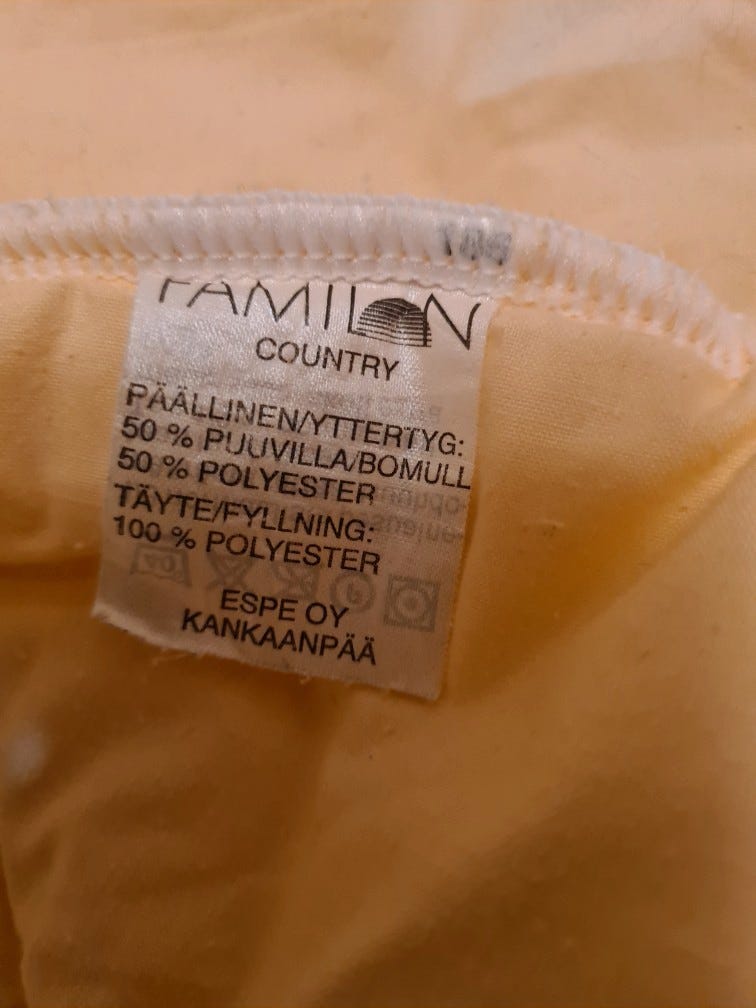 FAMILON
COUNTRY
PÄÄLLINEN/YTTERTYG:
50 % PUUVILLA/BOMULL
50 % POLYESTER
TÄYTE/FYLLNING:
100 % POLYESTER
ESPE OY
KANKAANPÄÄ